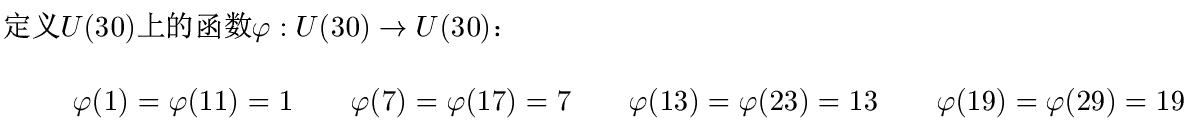 定义U(30)上的函数φ : U(30) → U(30)：
φ(1) = φ(11) = 1 φ(7) = φ(17) = 7 φ(13) = φ(23) = 13 φ(19) = φ(29) = 19